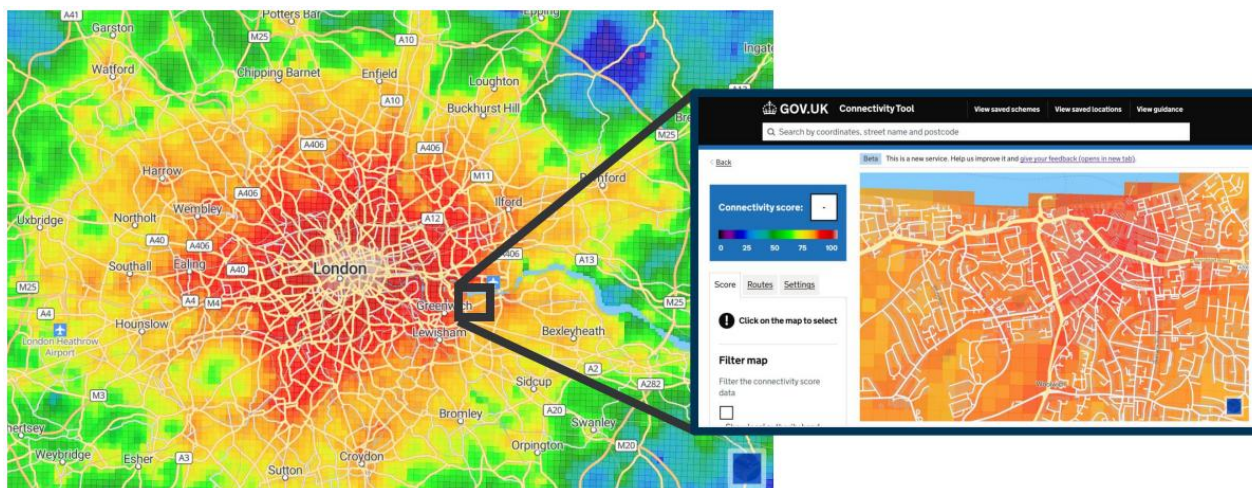 A41
Potters Bar
Epping
Garston
M25
A10
Watford
Chipping Barnet
Enfield
Loughton
A10
Buckhurst Hill
M25
A406
Harrow
M11
A406
Ilford
Uxbridge
Northolt
Wembley
A12
A40
A406
A406
A13
Southall
Ealing
A40
London
M25
A4
A4
M4
Greenwich
M25
Hounslow
Lewisham
Bexleyheath
London Heathrow
Airport
A2
Sidcup
A282
M3
Bromley
A20
Swanley
M20
Weybridge
Esher
A3
Croydon
Orpington
Sutton
GOV.UK Connectivity Tool View saved schemes View saved locations View guidance
Search by coordinates, street name and postcode
Back
Beta This is a new service. Help us improve it and give your feedback (opens in new tab).
Connectivity score: -
0 25 50 75 100
Score Routes Settings
! Click on the map to select
Filter map
Filter the connectivity score
data